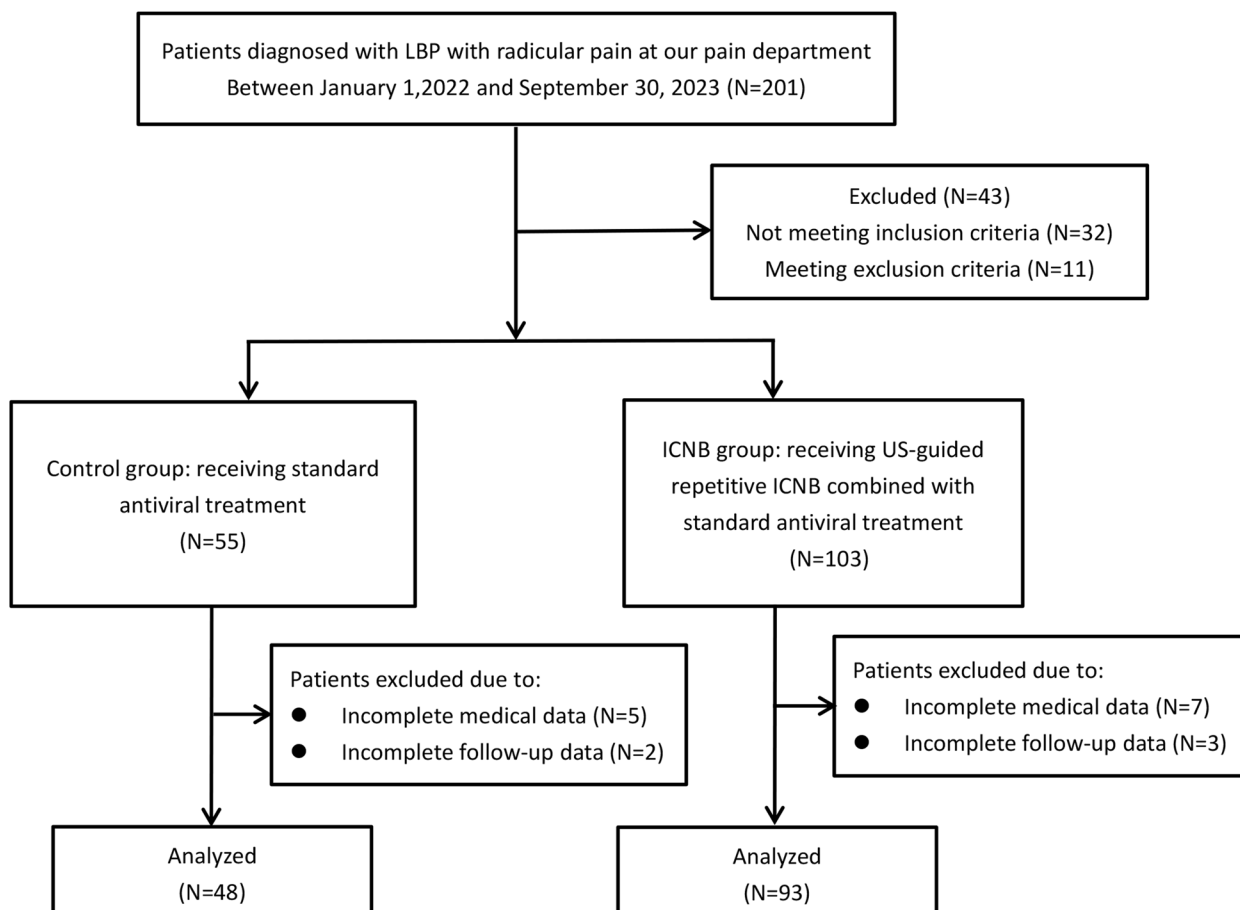 Patients diagnosed with LBP with radicular pain at our pain department
Between January 1,2022 and September 30, 2023 (N=201)
Excluded (N=43)
Not meeting inclusion criteria (N=32)
Meeting exclusion criteria (N=11)
Control group: receiving standard
antiviral treatment
(N=55)
ICNB group: receiving US-guided
repetitive ICNB combined with
standard antiviral treatment
(N=103)
Patients excluded due to:
● Incomplete medical data (N=5)
● Incomplete follow-up data (N=2)
Patients excluded due to:
● Incomplete medical data (N=7)
● Incomplete follow-up data (N=3)
Analyzed
(N=48)
Analyzed
(N=93)